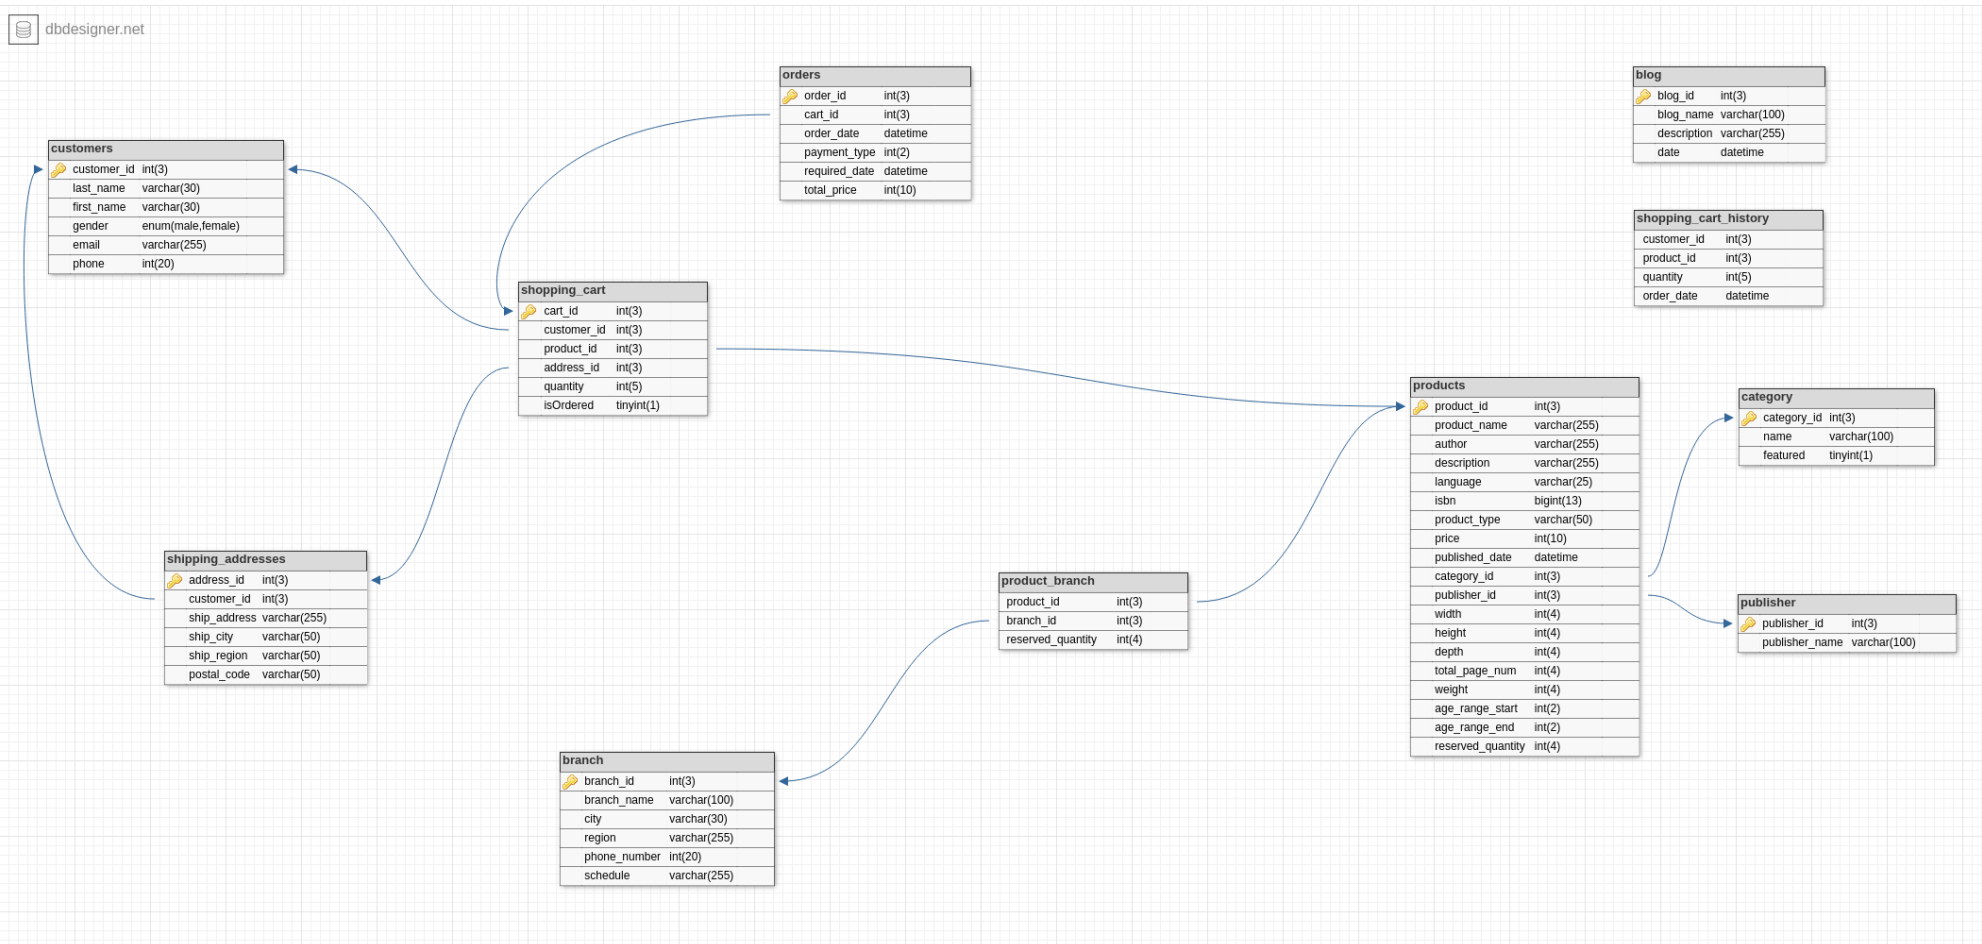 dbdesigner.net
orders
order_id int(3)
cart_id int(3)
order_date datetime
payment_type int(2)
required_date datetime
total_price int(10)
blog
blog_id int(3)
blog_name varchar(100)
description varchar(255)
date datetime
customers
customer_id int(3)
last_name varchar(30)
first_name varchar(30)
gender enum(male,female)
email varchar(255)
phone int(20)
shopping_cart_history
customer_id int(3)
product_id int(3)
quantity int(5)
order_date datetime
shopping_cart
cart_id int(3)
customer_id int(3)
product_id int(3)
address_id int(3)
quantity int(5)
isOrdered tinyint(1)
products
product_id int(3)
product_name varchar(255)
author varchar(255)
description varchar(255)
language varchar(25)
isbn bigint(13)
product_type varchar(50)
price int(10)
published_date datetime
category_id int(3)
publisher_id int(3)
width int(4)
height int(4)
depth int(4)
total_page_num int(4)
weight int(4)
age_range_start int(2)
age_range_end int(2)
reserved_quantity int(4)
category
category_id int(3)
name varchar(100)
featured tinyint(1)
shipping_addresses
address_id int(3)
customer_id int(3)
ship_address varchar(255)
ship_city varchar(50)
ship_region varchar(50)
postal_code varchar(50)
product_branch
product_id int(3)
branch_id int(3)
reserved_quantity int(4)
publisher
publisher_id int(3)
publisher_name varchar(100)
branch
branch_id int(3)
branch_name varchar(100)
city varchar(30)
region varchar(255)
phone_number int(20)
schedule varchar(255)